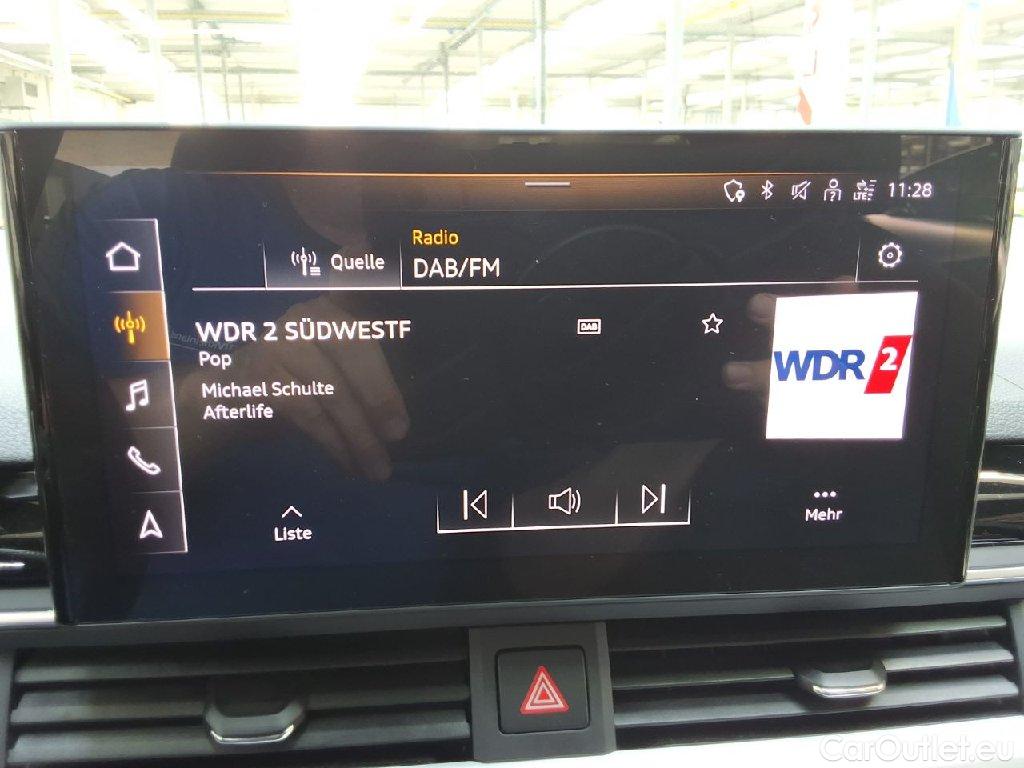 LTE 11:28
Radio
Quelle
DAB/FM
WDR 2 SÜDWESTF
DAB
Pop
WDR 2
Michael Schulte
Afterlife
Liste
Mehr
CarOutlet.eu